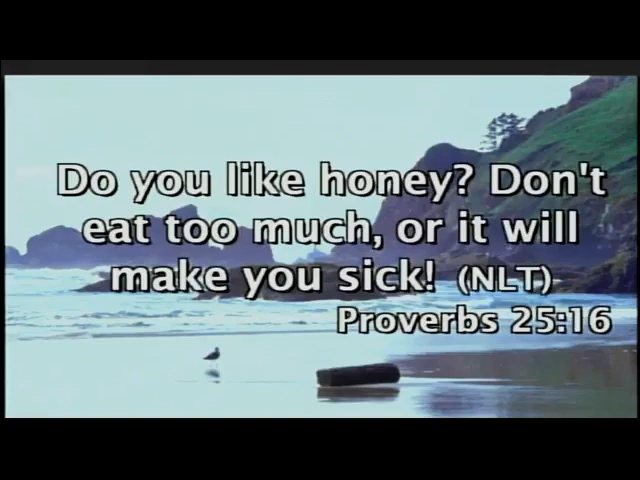 Do you like honey? Don't
eat too much, or it will
make you sick! (NLT)
Proverbs 25:16